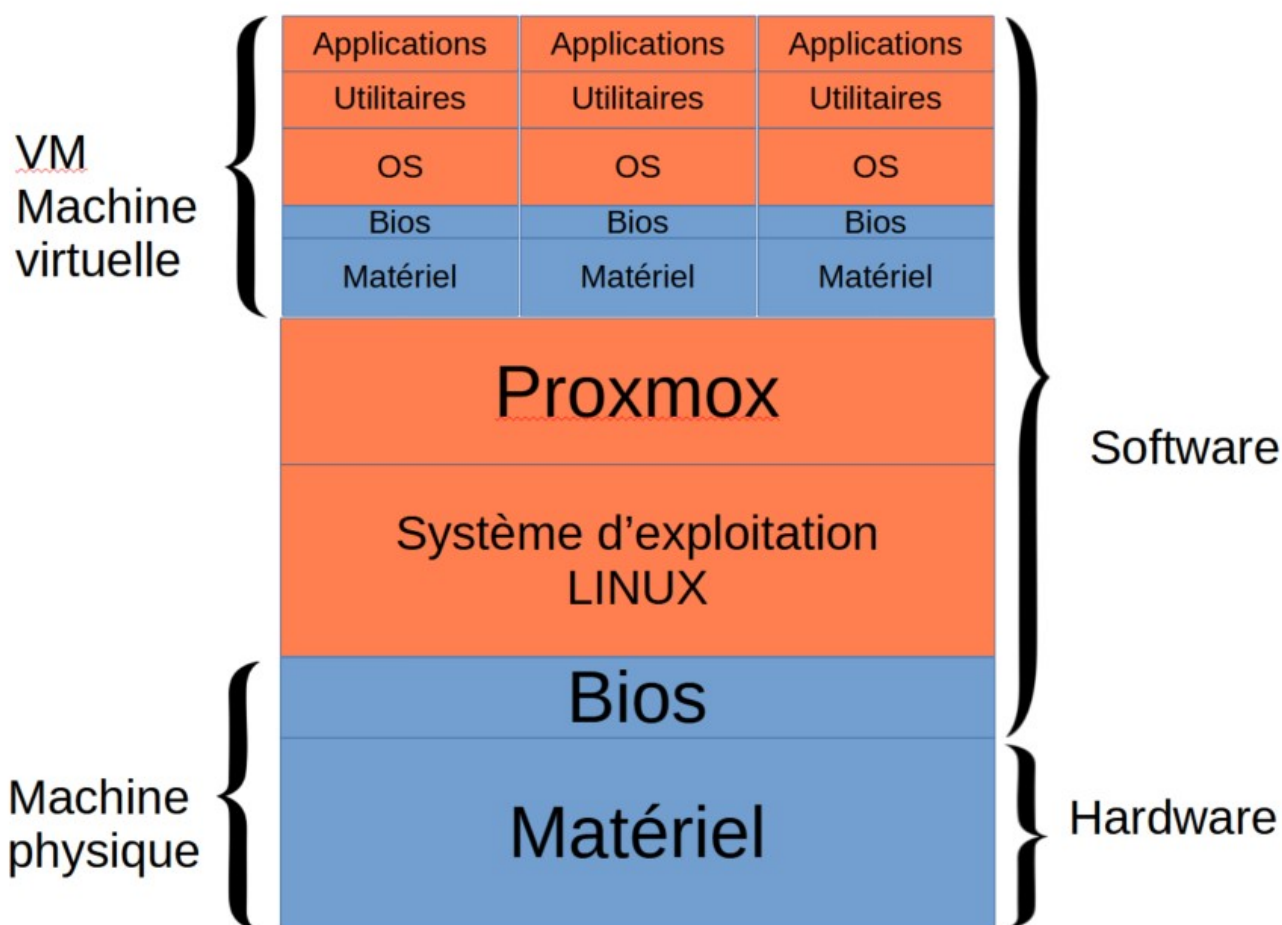 Applications Applications Applications
Utilitaires Utilitaires Utilitaires
OS OS OS
Bios Bios Bios
Matériel Matériel Matériel
VM
Machine
virtuelle
Proxmox
Système d’exploitation
LINUX
Software
Bios
Matériel
Machine
physique
Hardware